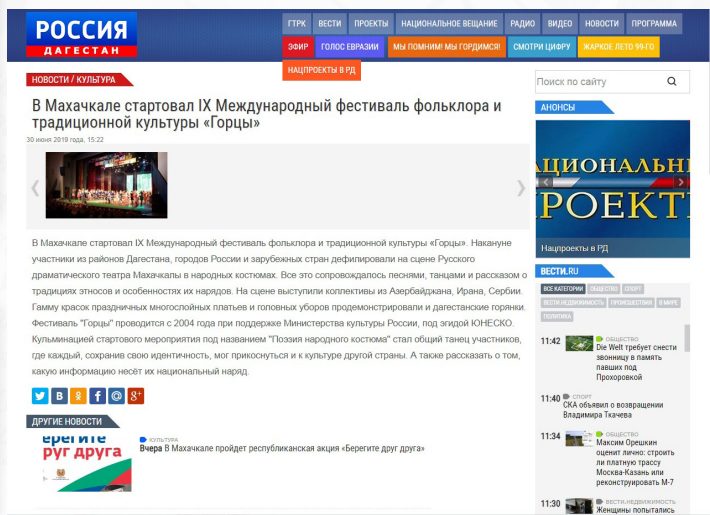 РОССИЯ
ДАГЕСТАН
ГТРК ВЕСТИ ПРОЕКТЫ НАЦИОНАЛЬНОЕ ВЕЩАНИЕ РАДИО ВИДЕО НОВОСТИ ПРОГРАММА
ЭФИР ГОЛОС ЕВРАЗИИ МЫ ПОМНИМ! МЫ ГОРДИМСЯ! СМОТРИ ЦИФРУ ЖАРКОЕ ЛЕТО 99-ГО
НАЦПРОЕКТЫ В РД
НОВОСТИ / КУЛЬТУРА
В Махачкале стартовал IX Международный фестиваль фольклора и
традиционной культуры «Горцы»
30 июня 2019 года, 15:22
В Махачкале стартовал IX Международный фестиваль фольклора и традиционной культуры «Горцы». Накануне
участники из районов Дагестана, городов России и зарубежных стран дефилировали на сцене Русского
драматического театра Махачкалы в народных костюмах. Все это сопровождалось песнями, танцами и рассказом о
традициях этносов и особенностях их нарядов. На сцене выступили коллективы из Азербайджана, Ирана, Сербии.
Гамму красок праздничных многослойных платьев и головных уборов продемонстрировали и дагестанские горянки.
Фестиваль "Горцы" проводится с 2004 года при поддержке Министерства культуры России, под эгидой ЮНЕСКО.
Кульминацией стартового мероприятия под названием "Поэзия народного костюма" стал общий танец участников,
где каждый, сохранив свою идентичность, мог прикоснуться и к культуре другой страны. А также рассказать о том,
какую информацию несёт их национальный наряд.
ДРУГИЕ НОВОСТИ
ерегите
руг друга
КУЛЬТУРА
Вчера В Махачкале пройдет республиканская акция «Берегите друг друга»
Поиск по сайту
АНОНСЫ
АЦИОНАЛЬНЫ
РОЕКТ
Нацпроекты в РД
ВЕСТИ.RU
ВСЕ КАТЕГОРИИ ОБЩЕСТВО СПОРТ
ВЕСТИ.НЕДВИЖИМОСТЬ ПРОИСШЕСТВИЯ В МИРЕ
ПОЛИТИКА
11:42 ОБЩЕСТВО
Die Welt требует снести
звонницу в память
павших под
Прохоровкой
11:40 СПОРТ
СКА объявил о возвращении
Владимира Ткачева
11:34 ОБЩЕСТВО
Максим Орешкин
оценит лично: строить
ли платную трассу
Москва-Казань или
реконструировать М-7
11:30 ВЕСТИ.НЕДВИЖИМОСТЬ
Женщины попытались